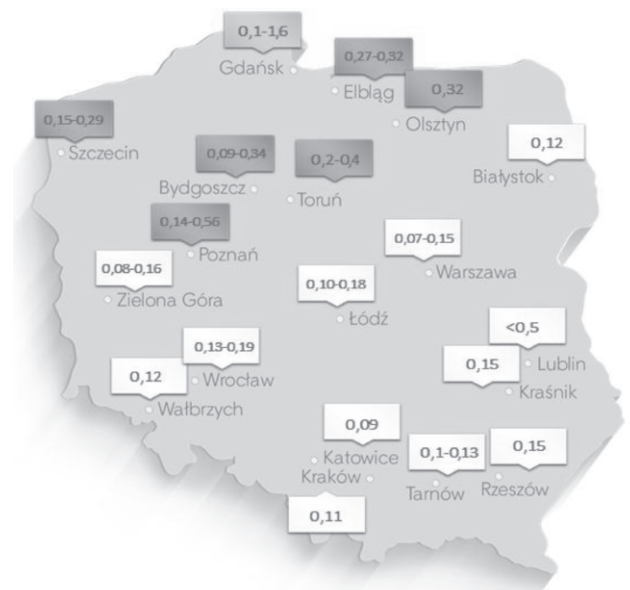 0,1-1,6
Gdańsk
0,27-0,32
Elbląg
0,32
Olsztyn
0,15-0,29
Szczecin
0,09-0,34
Bydgoszcz
0,2-0,4
Toruń
0,12
Białystok
0,14-0,56
Poznań
0,07-0,15
Warszawa
0,08-0,16
Zielona Góra
0,10-0,18
Łódź
<0,5
Lublin
0,13-0,19
Wrocław
0,15
Kraśnik
0,12
Wałbrzych
0,09
Katowice
Kraków
0,11
0,1-0,13
Tarnów
0,15
Rzeszów